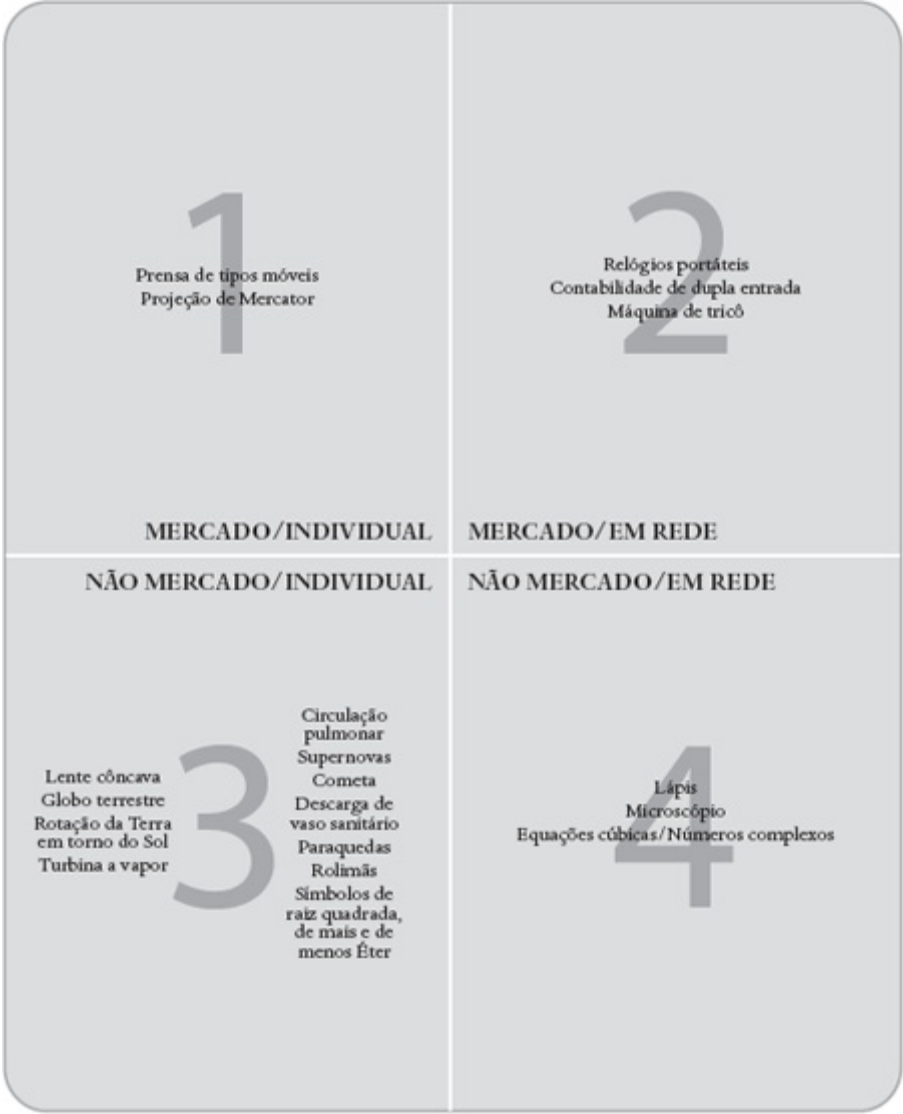 1
Prensa de tipos móveis
Projeção de Mercator
MERCADO/INDIVIDUAL
2
Relógios portáteis
Contabilidade de dupla entrada
Máquina de tricô
MERCADO/EM REDE
NÃO MERCADO/INDIVIDUAL
3
Lente côncava
Globo terrestre
Rotação da Terra
em torno do Sol
Turbina a vapor
Circulação
pulmonar
Supernovas
Cometa
Descarga de
vaso sanitário
Paraquedas
Rolimãs
Símbolos de
raiz quadrada,
de mais e de
menos Éter
NÃO MERCADO/EM REDE
4
Lápis
Microscópio
Equações cúbicas/Números complexos